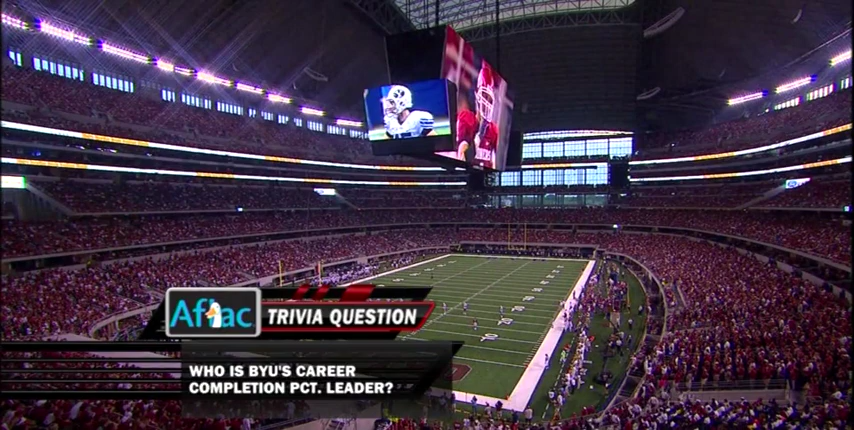 Aflac
TRIVIA QUESTION
WHO IS BYU'S CAREER
COMPLETION PCT. LEADER?